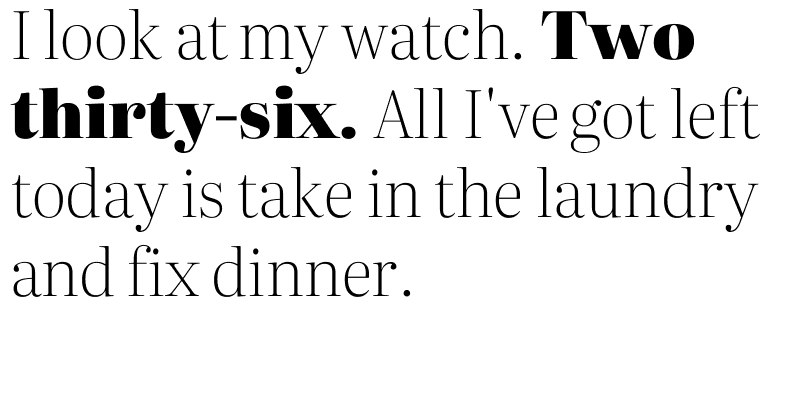 I look at my watch. Two
thirty-six. All I've got left
today is take in the laundry
and fix dinner.